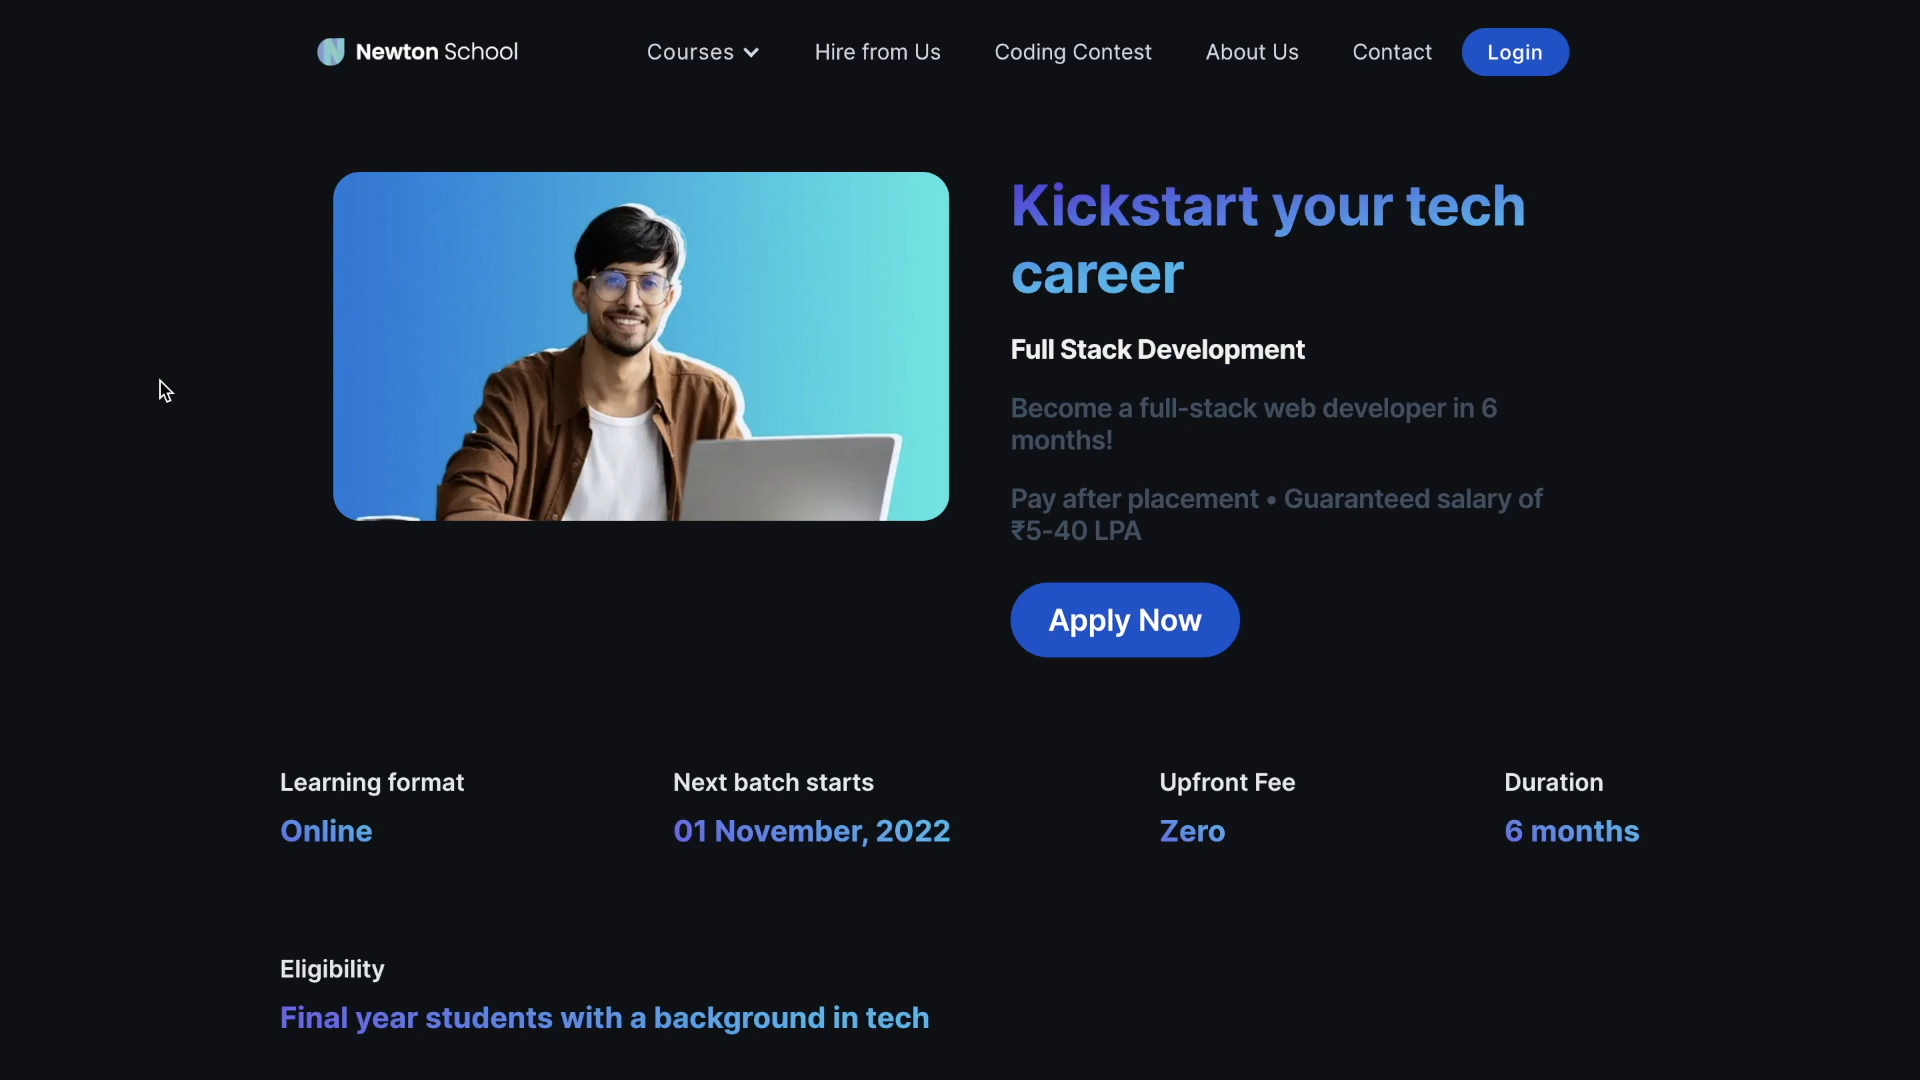 Newton School
Courses
Hire from Us
Coding Contest
About Us
Contact
Login
Kickstart your tech
career
Full Stack Development
Become a full-stack web developer in 6
months!
Pay after placement • Guaranteed salary of
₹5-40 LPA
Apply Now
Learning format
Online
Next batch starts
01 November, 2022
Upfront Fee
Zero
Duration
6 months
Eligibility
Final year students with a background in tech